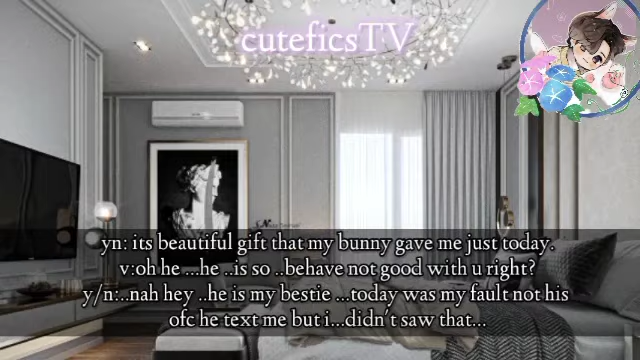 cuteficsTV
yn: its beautiful gift that my bunny gave me just today.
v:oh he ...he ..is so ..behave not good with u right?
y/n:..nah hey ..he is my bestie ...today was my fault not his
ofc he text me but i...didn't saw that...